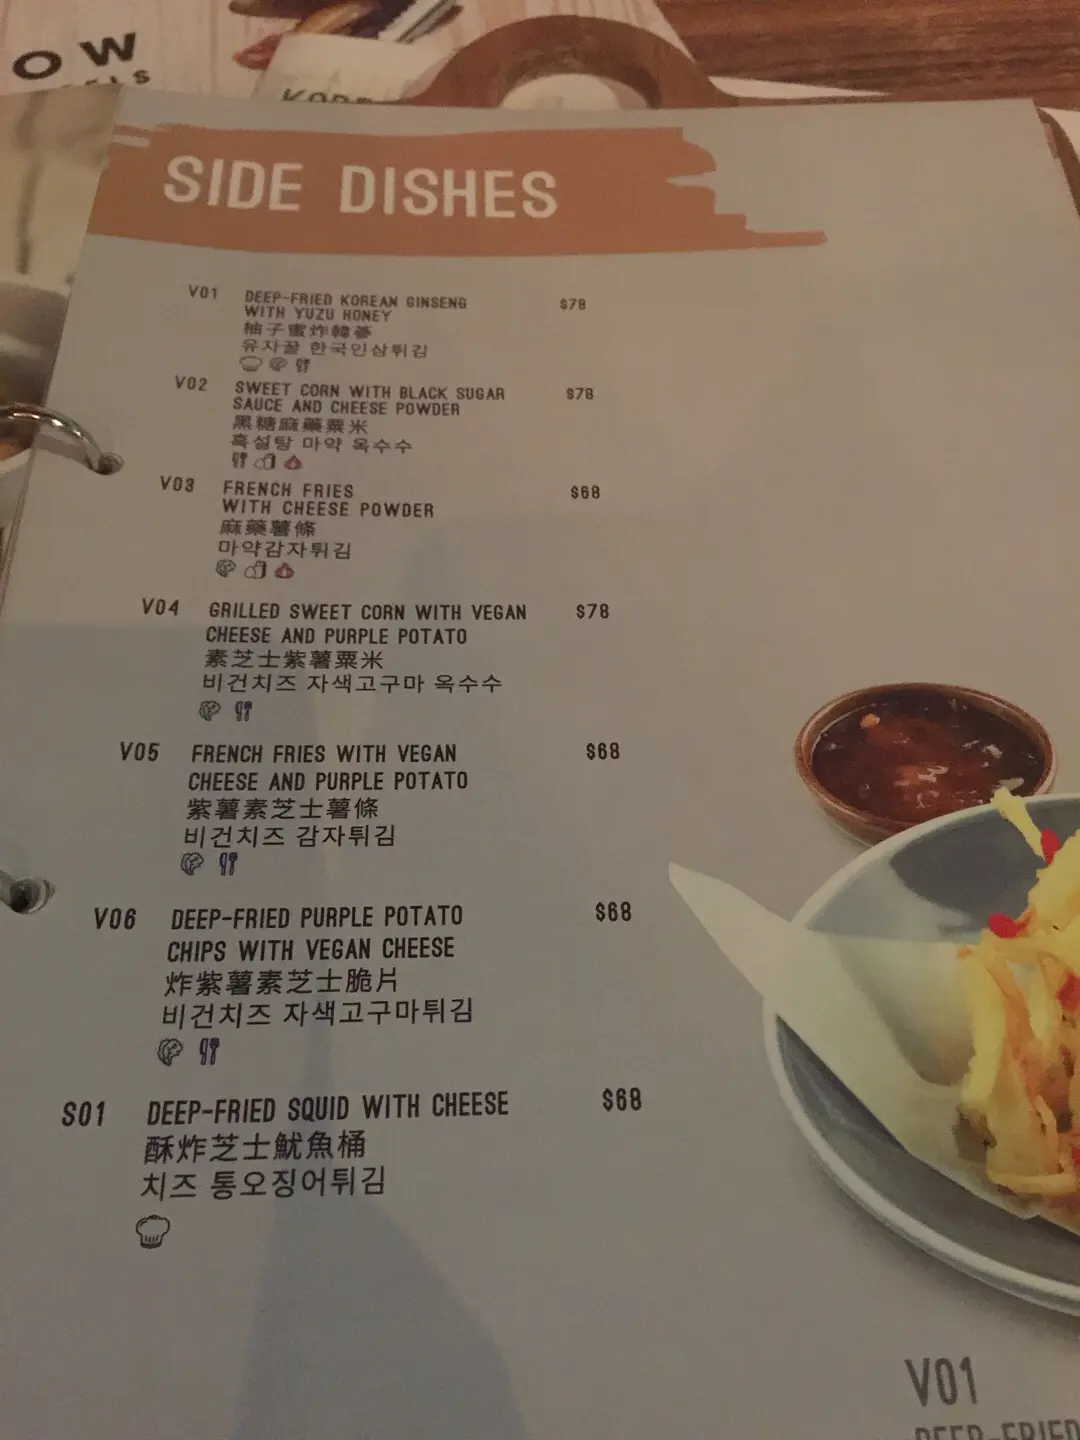 OW
SIDE DISHES
V01 DEEP-FRIED KOREAN GINSENG $78
WITH YUZU HONEY
柚子蜜炸韓蔘
유자꿀 한국인삼튀김
V02 SWEET CORN WITH BLACK SUGAR $78
SAUCE AND CHEESE POWDER
黑糖麻藥粟米
흑설탕 마약 옥수수
V03 FRENCH FRIES $68
WITH CHEESE POWDER
麻藥薯條
마약감자튀김
V04 GRILLED SWEET CORN WITH VEGAN $78
CHEESE AND PURPLE POTATO
素芝士紫薯粟米
비건치즈 자색고구마 옥수수
V05 FRENCH FRIES WITH VEGAN $68
CHEESE AND PURPLE POTATO
紫薯素芝士薯條
비건치즈 감자튀김
V06 DEEP-FRIED PURPLE POTATO $68
CHIPS WITH VEGAN CHEESE
炸紫薯素芝士脆片
비건치즈 자색고구마튀김
S01 DEEP-FRIED SQUID WITH CHEESE $68
酥炸芝士魷魚桶
치즈 통오징어튀김
V01
DEEP-FRIED